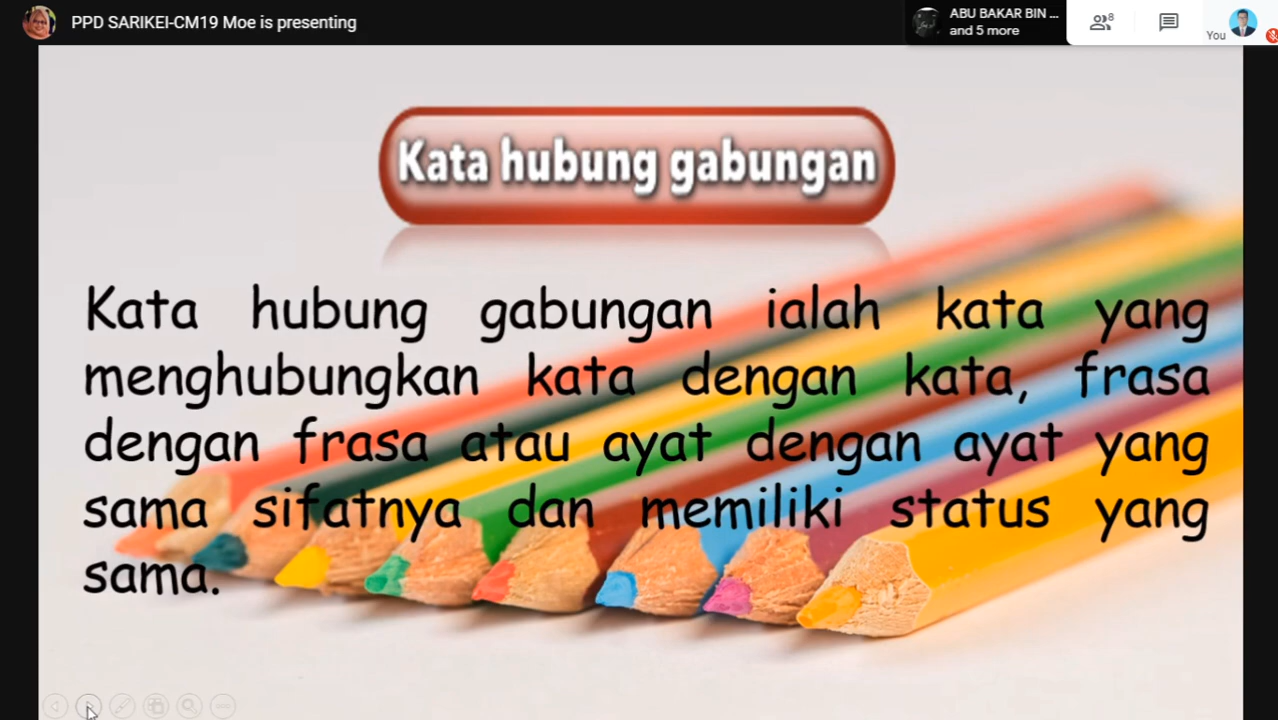 PPD SARIKEI-CM19 Moe is presenting
ABU BAKAR BIN ...
and 5 more
8
You
Kata hubung gabungan
Kata hubung gabungan ialah kata yang
menghubungkan kata dengan kata, frasa
dengan frasa atau ayat dengan ayat yang
sama sifatnya dan memiliki status yang
sama.